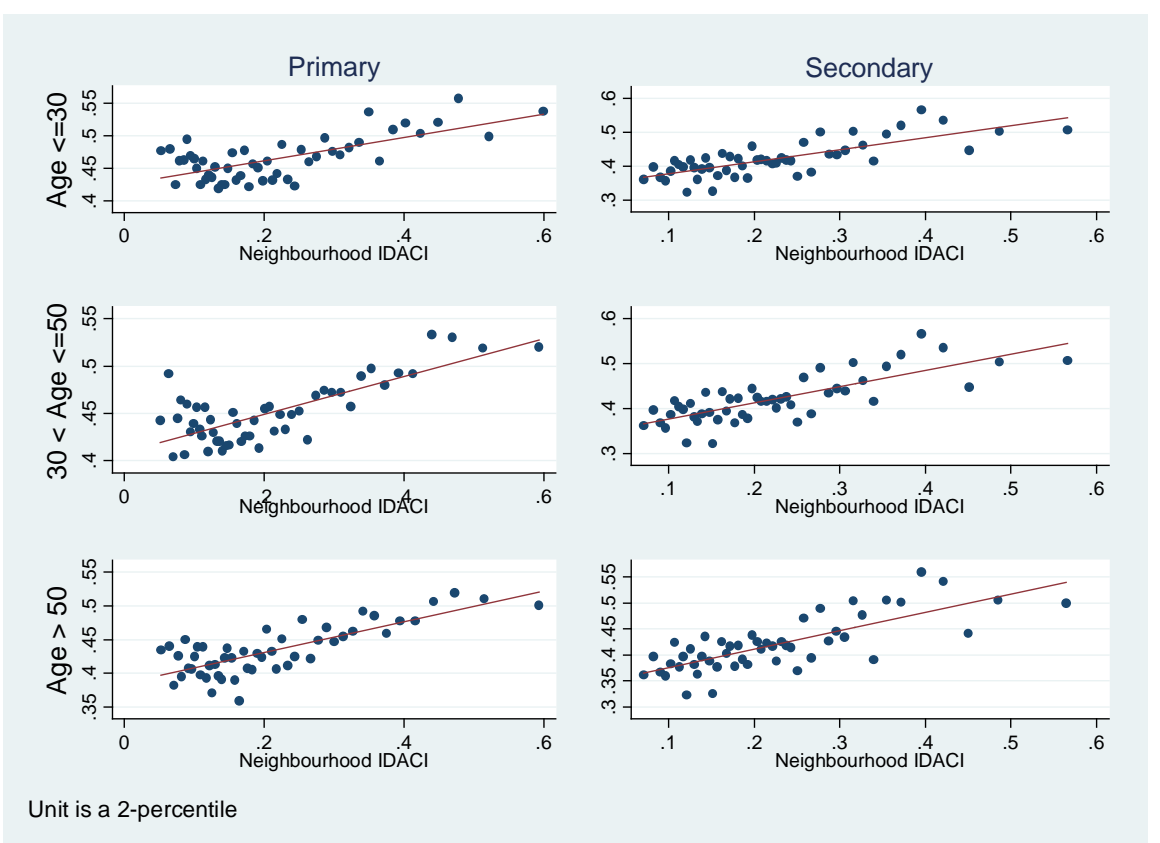 Primary
Secondary
Age <=30
.4 .45 .5 .55
0 .2 .4 .6
Neighbourhood IDACI
.3 .4 .5 .6
.1 .2 .3 .4 .5 .6
Neighbourhood IDACI
30 < Age <=50
.4 .45 .5 .55
0 .2 .4 .6
Neighbourhood IDACI
.3 .4 .5 .6
.1 .2 .3 .4 .5 .6
Neighbourhood IDACI
Age > 50
.35 .4 .45 .5 .55
0 .2 .4 .6
Neighbourhood IDACI
.3 .35 .4 .45 .5 .55
.1 .2 .3 .4 .5 .6
Neighbourhood IDACI
Unit is a 2-percentile